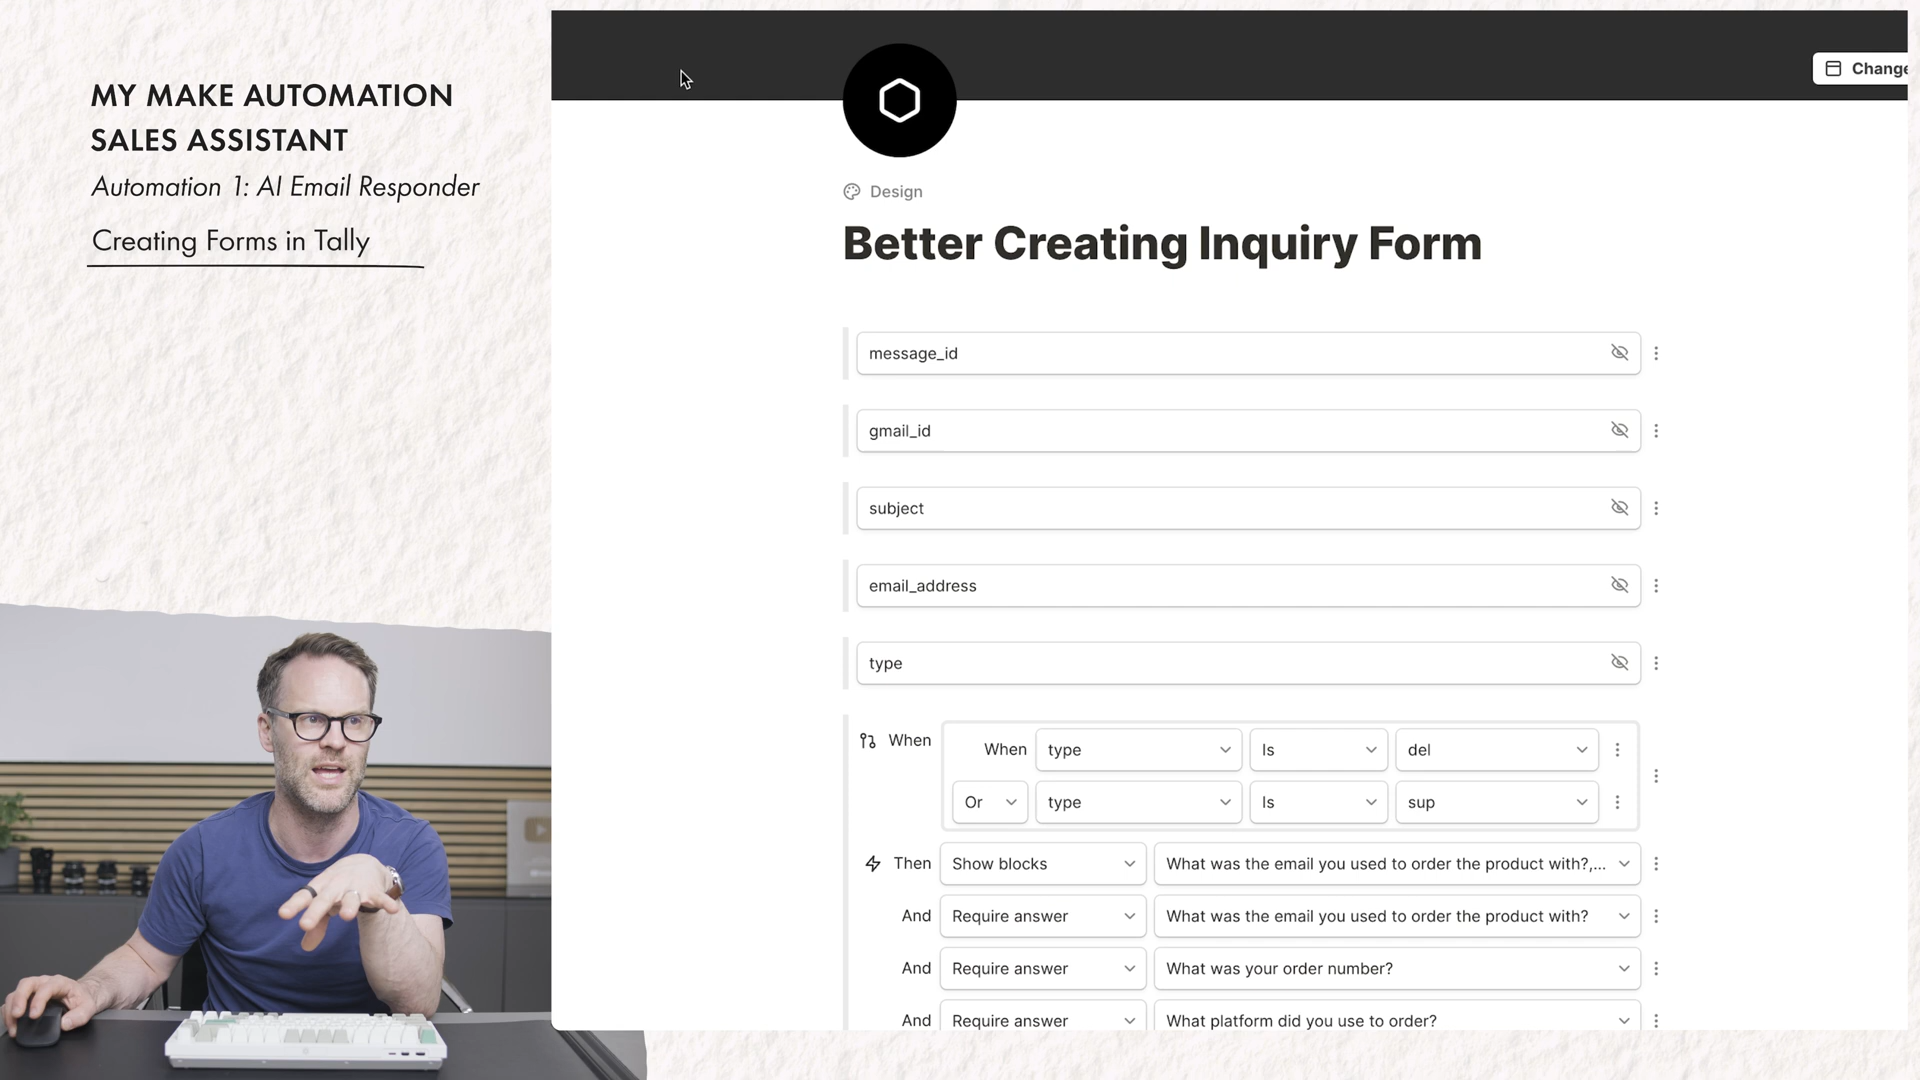 MY MAKE AUTOMATION
SALES ASSISTANT
Automation 1: AI Email Responder
Creating Forms in Tally
Change
Design
Better Creating Inquiry Form
message_id
gmail_id
subject
email_address
type
When When type Is del
Or type Is sup
Then Show blocks What was the email you used to order the product with?,...
And Require answer What was the email you used to order the product with?
And Require answer What was your order number?
And Require answer What platform did you use to order?